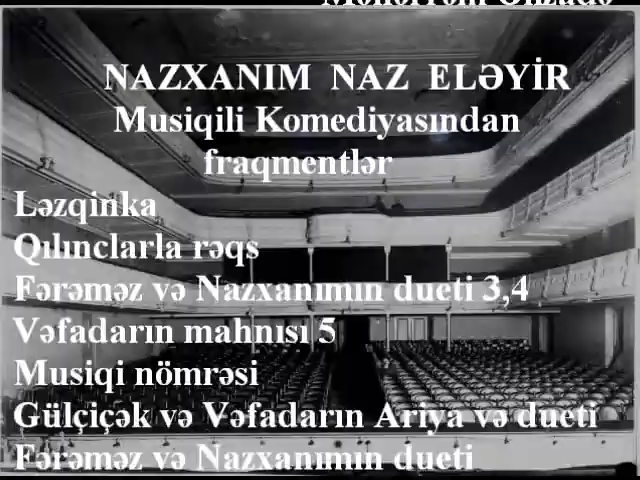 NAZXANIM NAZ ELƏYİR
Musiqili Komediyasından
fraqmentlər
Ləzqinka
Qılınclarla rəqs
Fərəməz və Nazxanımın dueti 3,4
Vəfadarın mahnısı 5
Musiqi nömrəsi
Gülçiçək və Vəfadarın Ariya və dueti
Fərəməz və Nazxanımın dueti